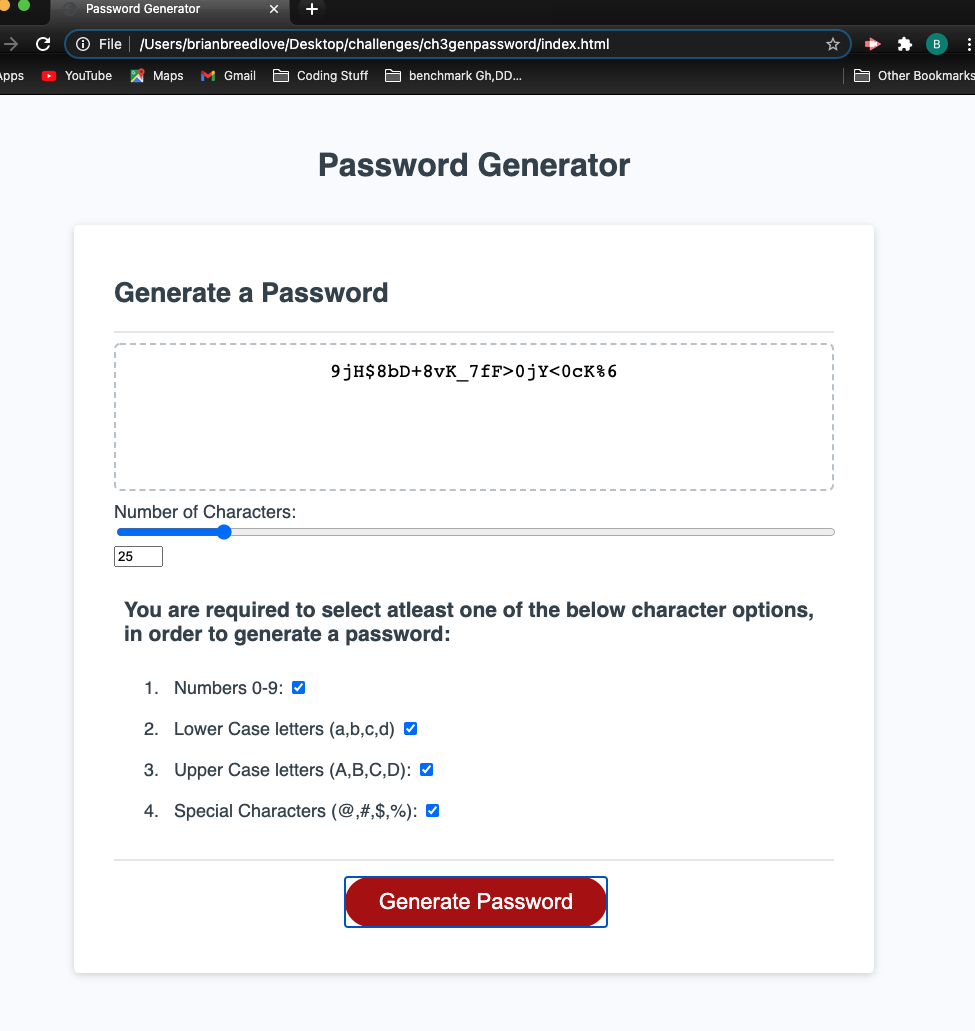 Password Generator
File /Users/brianbreedlove/Desktop/challenges/ch3genpassword/index.html B
pps YouTube Maps Gmail Coding Stuff benchmark Gh,DD... Other Bookmarks
Password Generator
Generate a Password
9jH$8bD+8vK_7fF>0jY<0cK%6
Number of Characters:
25
You are required to select atleast one of the below character options,
in order to generate a password:
1. Numbers 0-9:
2. Lower Case letters (a,b,c,d)
3. Upper Case letters (A,B,C,D):
4. Special Characters (@,#,$,%):
Generate Password